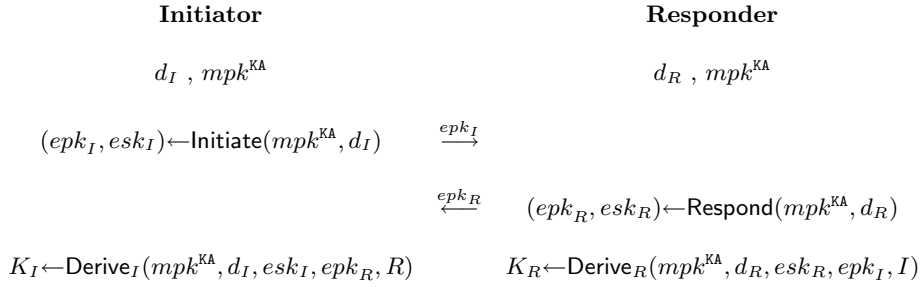 Initiator Responder
d_I , mpk^KA d_R , mpk^KA
(epk_I, esk_I)←Initiate(mpk^KA, d_I) epk_I ⟶
epk_R ⟵ (epk_R, esk_R)←Respond(mpk^KA, d_R)
K_I←Derive_I(mpk^KA, d_I, esk_I, epk_R, R) K_R←Derive_R(mpk^KA, d_R, esk_R, epk_I, I)